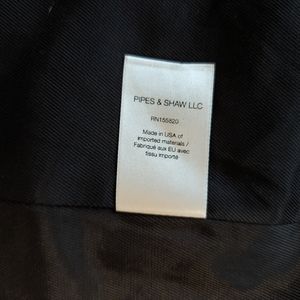 PIPES & SHAW LLC
RN155820
Made in USA of
imported materials /
Fabriqué aux EU avec
tissu importé